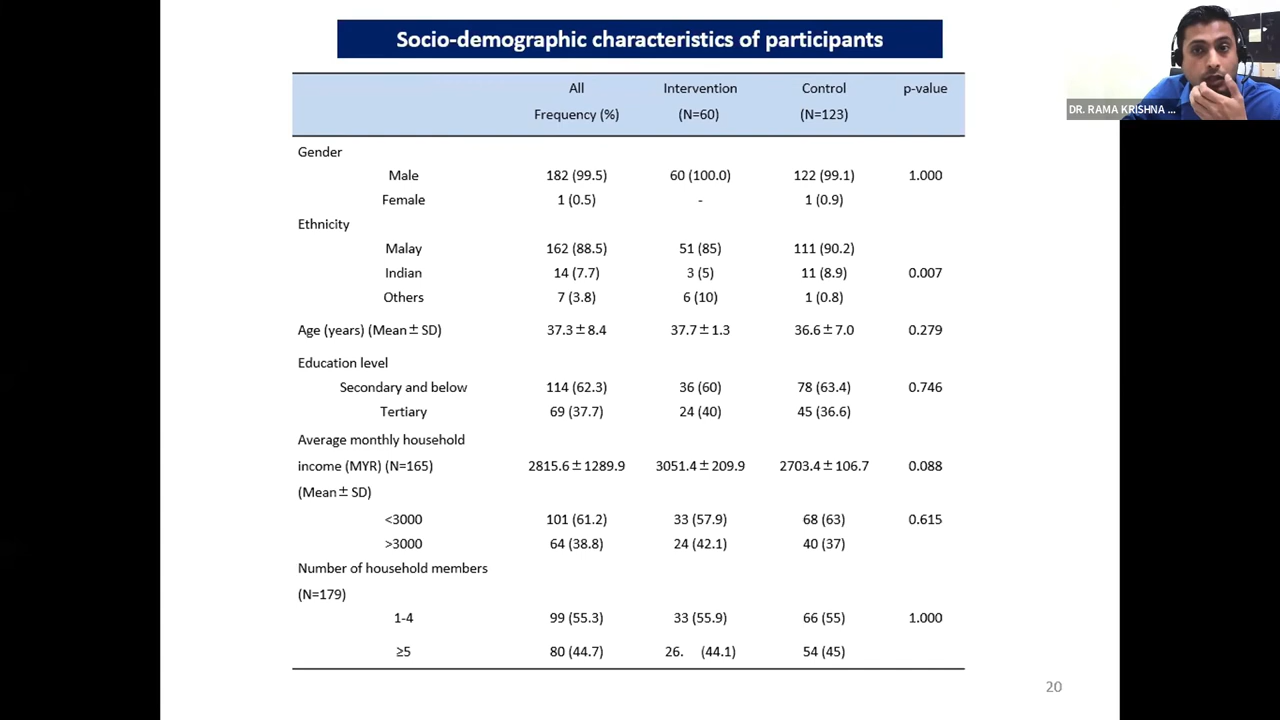 Socio-demographic characteristics of participants
DR. RAMA KRISHNA ...
All Intervention Control p-value
Frequency (%) (N=60) (N=123)
Gender
Male 182 (99.5) 60 (100.0) 122 (99.1) 1.000
Female 1 (0.5) - 1 (0.9)
Ethnicity
Malay 162 (88.5) 51 (85) 111 (90.2)
Indian 14 (7.7) 3 (5) 11 (8.9) 0.007
Others 7 (3.8) 6 (10) 1 (0.8)
Age (years) (Mean ± SD) 37.3 ± 8.4 37.7 ± 1.3 36.6 ± 7.0 0.279
Education level
Secondary and below 114 (62.3) 36 (60) 78 (63.4) 0.746
Tertiary 69 (37.7) 24 (40) 45 (36.6)
Average monthly household
income (MYR) (N=165) 2815.6 ± 1289.9 3051.4 ± 209.9 2703.4 ± 106.7 0.088
(Mean ± SD)
<3000 101 (61.2) 33 (57.9) 68 (63) 0.615
>3000 64 (38.8) 24 (42.1) 40 (37)
Number of household members
(N=179)
1-4 99 (55.3) 33 (55.9) 66 (55) 1.000
≥5 80 (44.7) 26. (44.1) 54 (45)
20